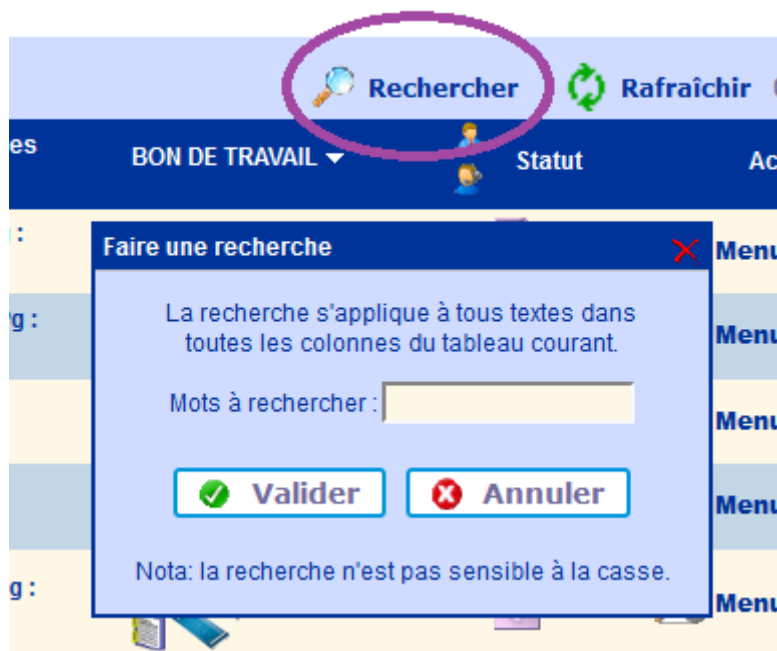 Rechercher Rafraîchir
es BON DE TRAVAIL Statut Ac
Faire une recherche
Menu
La recherche s'applique à tous textes dans
toutes les colonnes du tableau courant.
g :
Menu
Mots à rechercher :
Menu
Valider Annuler
Menu
Nota: la recherche n'est pas sensible à la casse.
g :
Menu